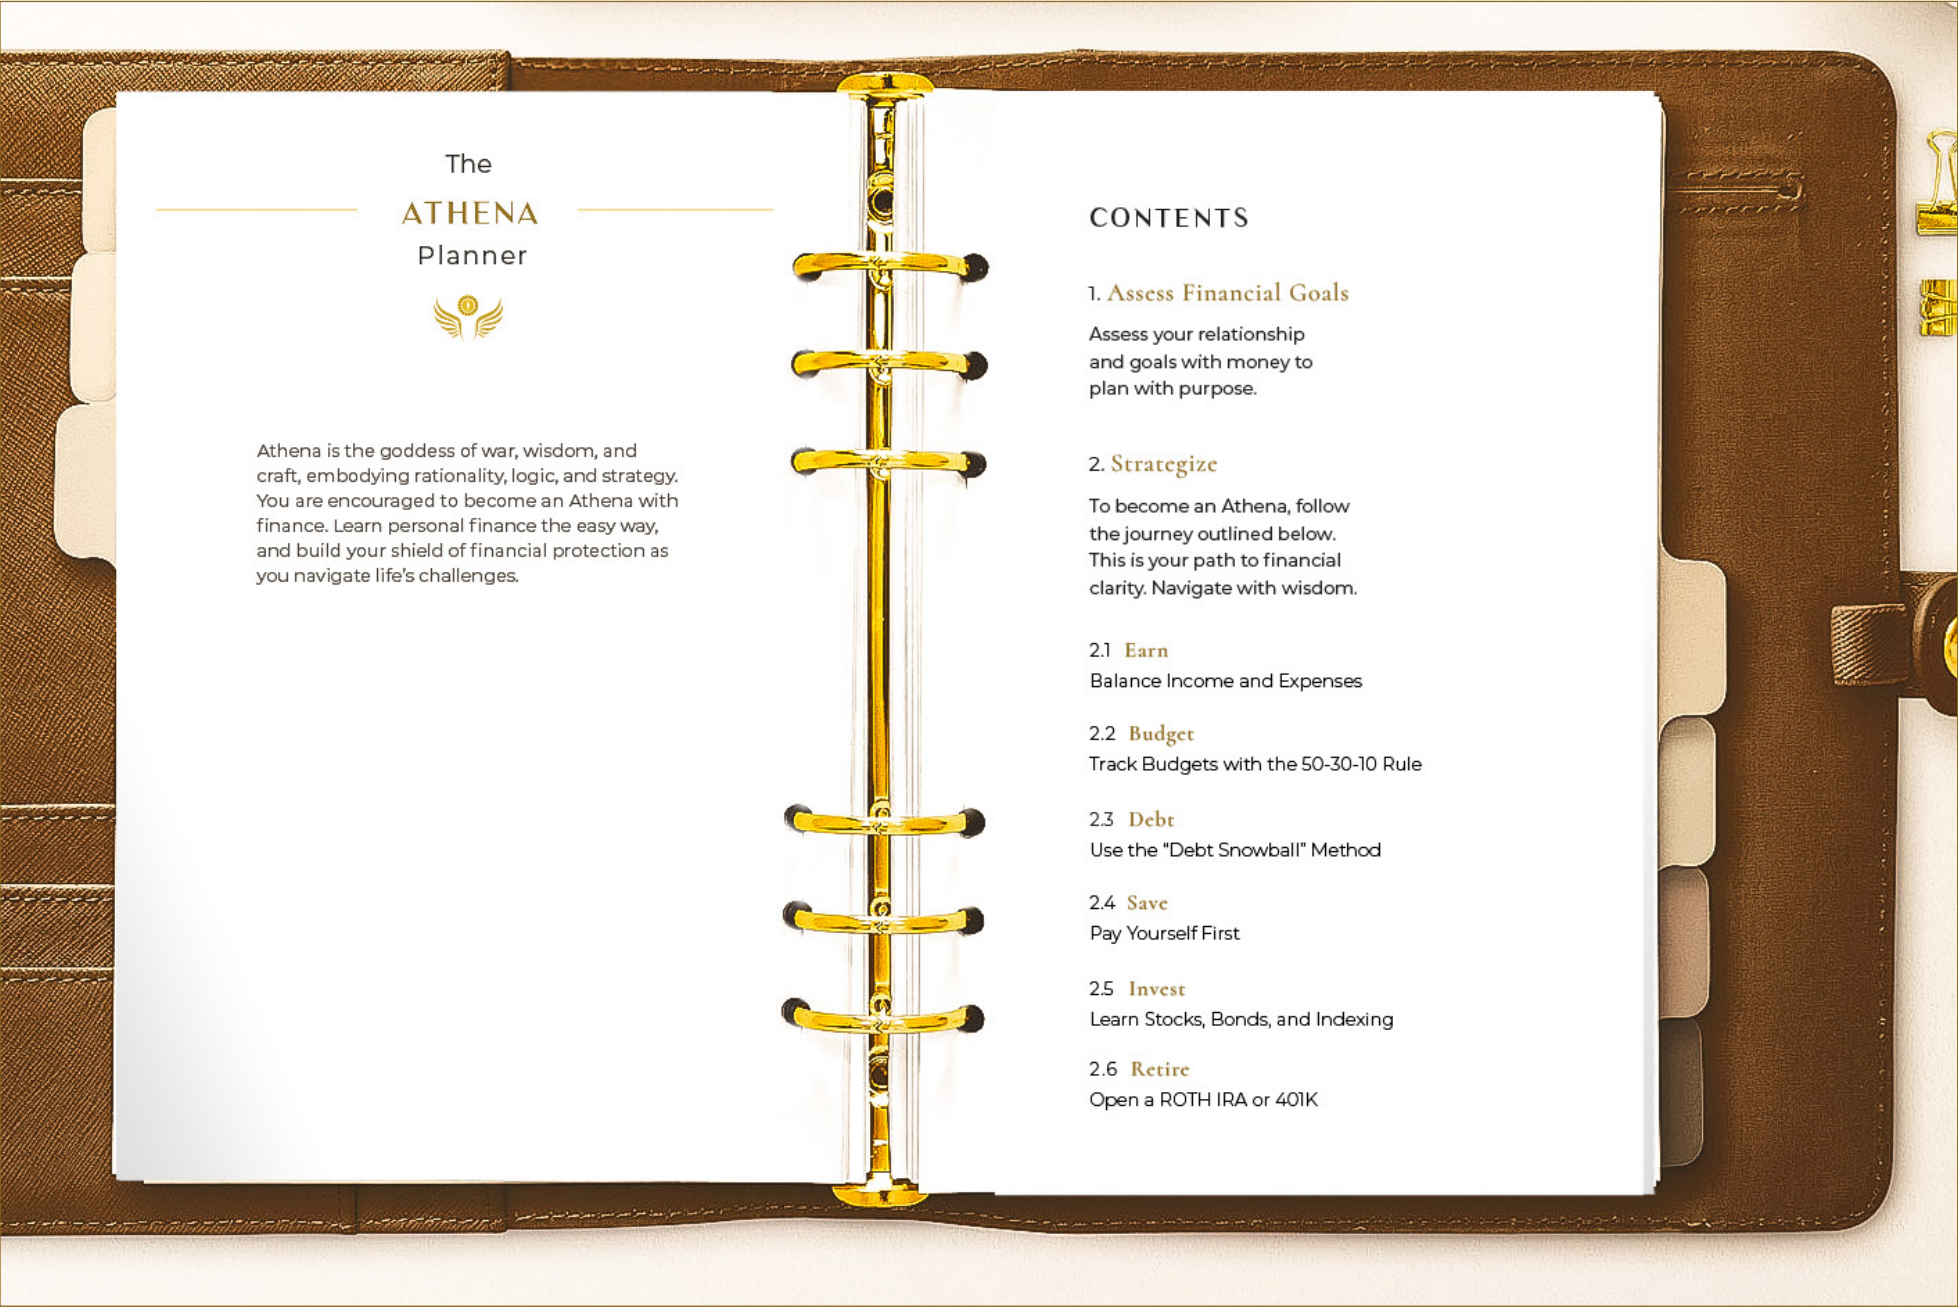 The
ATHENA
Planner
Athena is the goddess of war, wisdom, and
craft, embodying rationality, logic, and strategy.
You are encouraged to become an Athena with
finance. Learn personal finance the easy way,
and build your shield of financial protection as
you navigate life's challenges.
CONTENTS
1. Assess Financial Goals
Assess your relationship
and goals with money to
plan with purpose.
2. Strategize
To become an Athena, follow
the journey outlined below.
This is your path to financial
clarity. Navigate with wisdom.
2.1 Earn
Balance Income and Expenses
2.2 Budget
Track Budgets with the 50-30-10 Rule
2.3 Debt
Use the "Debt Snowball" Method
2.4 Save
Pay Yourself First
2.5 Invest
Learn Stocks, Bonds, and Indexing
2.6 Retire
Open a ROTH IRA or 401K